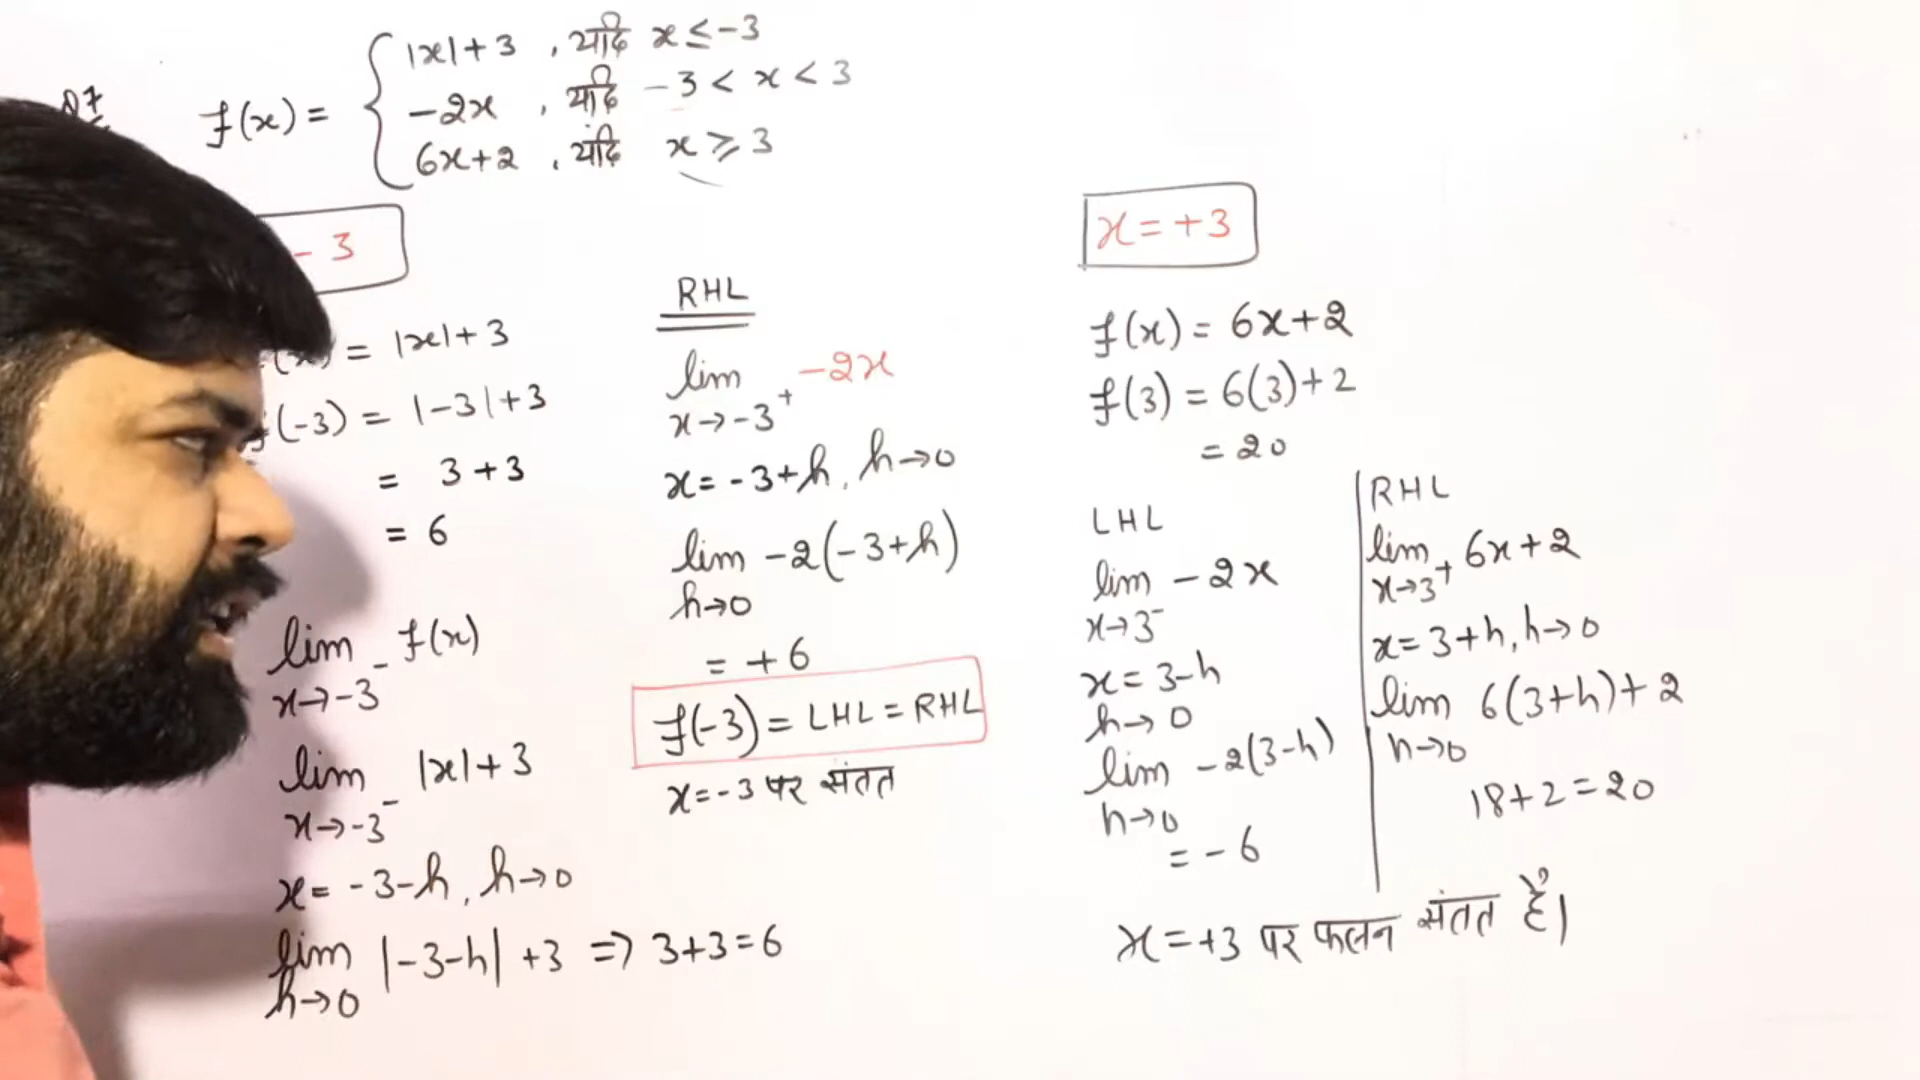 f(x) = { |x|+3 , यदि x ≤ -3
-2x , यदि -3 < x < 3
6x+2 , यदि x ≥ 3
- 3
(x) = |x|+3
f(-3) = |-3|+3
= 3+3
= 6
lim f(x)
x→-3⁻
lim |x|+3
x→-3⁻
x = -3-h, h→0
lim |-3-h| +3 ⇒ 3+3=6
h→0
RHL
lim -2x
x→-3⁺
x = -3+h, h→0
lim -2(-3+h)
h→0
= +6
f(-3) = LHL = RHL
x=-3 पर संतत
x = +3
f(x) = 6x+2
f(3) = 6(3)+2
= 20
LHL
lim -2x
x→3⁻
x = 3-h
h→0
lim -2(3-h)
h→0
= -6
RHL
lim 6x+2
x→3⁺
x = 3+h, h→0
lim 6(3+h)+2
h→0
18+2=20
x=+3 पर फलन संतत है।